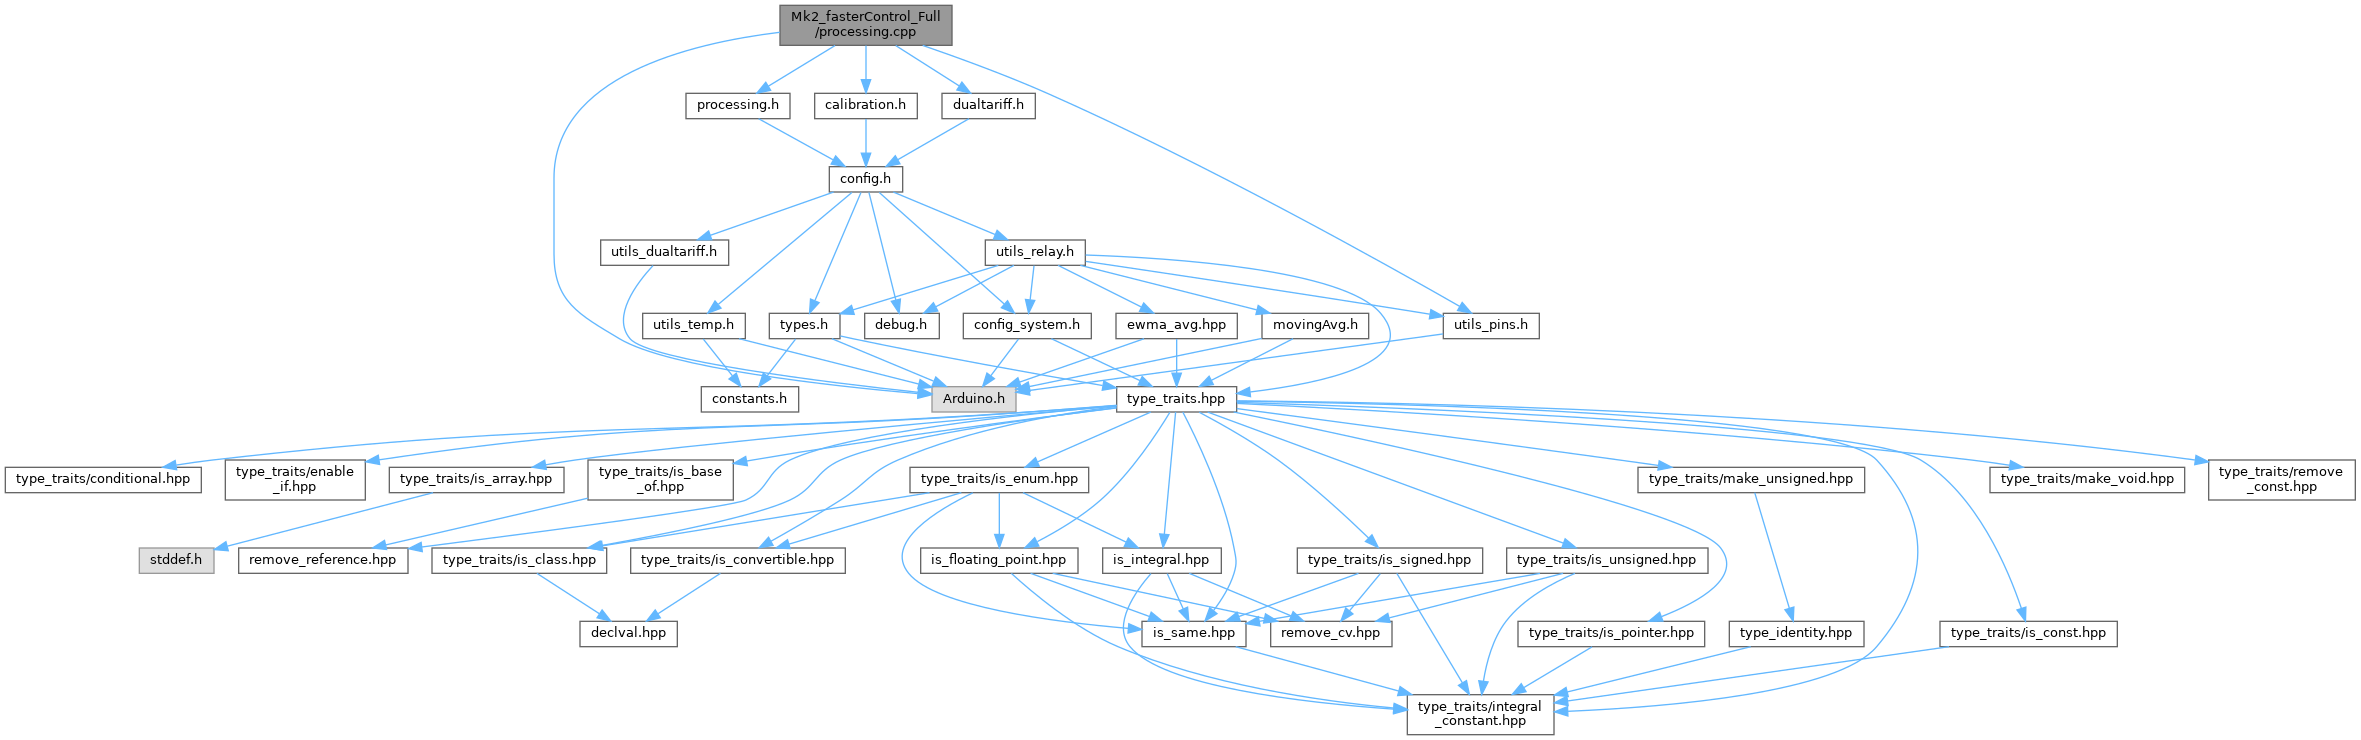 Mk2_fasterControl_Full
/processing.cpp
processing.h
calibration.h
dualtariff.h
config.h
utils_dualtariff.h
utils_relay.h
utils_temp.h
types.h
debug.h
config_system.h
ewma_avg.hpp
movingAvg.h
utils_pins.h
constants.h
Arduino.h
type_traits.hpp
type_traits/conditional.hpp
type_traits/enable
_if.hpp
type_traits/is_array.hpp
type_traits/is_base
_of.hpp
type_traits/is_enum.hpp
type_traits/make_unsigned.hpp
type_traits/make_void.hpp
type_traits/remove
_const.hpp
stddef.h
remove_reference.hpp
type_traits/is_class.hpp
type_traits/is_convertible.hpp
is_floating_point.hpp
is_integral.hpp
type_traits/is_signed.hpp
type_traits/is_unsigned.hpp
declval.hpp
is_same.hpp
remove_cv.hpp
type_traits/is_pointer.hpp
type_identity.hpp
type_traits/is_const.hpp
type_traits/integral
_constant.hpp